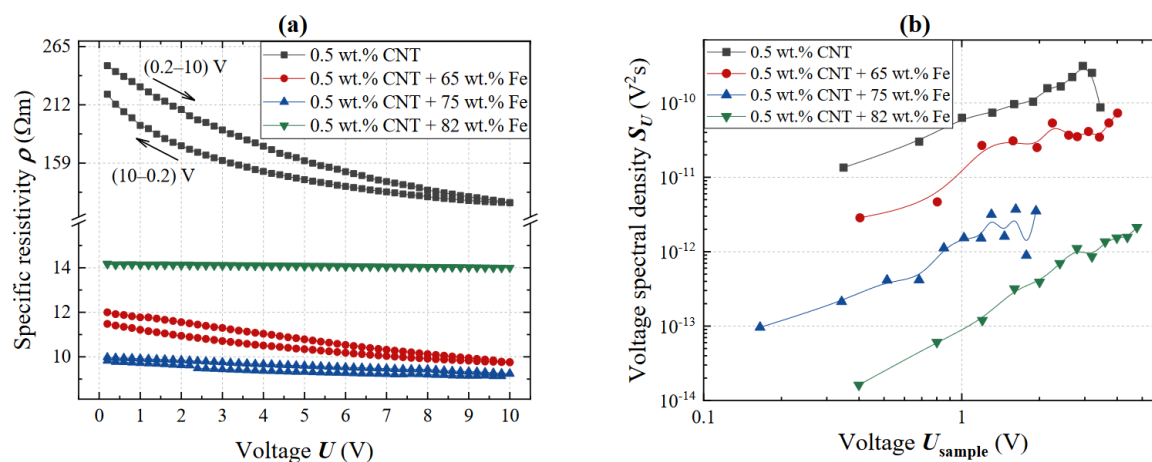 (a)
265
212
159
14
12
10
Specific resistivity ρ (Ωm)
(0.2–10) V
(10–0.2) V
0.5 wt.% CNT
0.5 wt.% CNT + 65 wt.% Fe
0.5 wt.% CNT + 75 wt.% Fe
0.5 wt.% CNT + 82 wt.% Fe
0 1 2 3 4 5 6 7 8 9 10
Voltage U (V)
(b)
0.5 wt.% CNT
0.5 wt.% CNT + 65 wt.% Fe
0.5 wt.% CNT + 75 wt.% Fe
0.5 wt.% CNT + 82 wt.% Fe
Voltage spectral density S_U (V²s)
10⁻¹⁰
10⁻¹¹
10⁻¹²
10⁻¹³
10⁻¹⁴
0.1 1
Voltage U_sample (V)